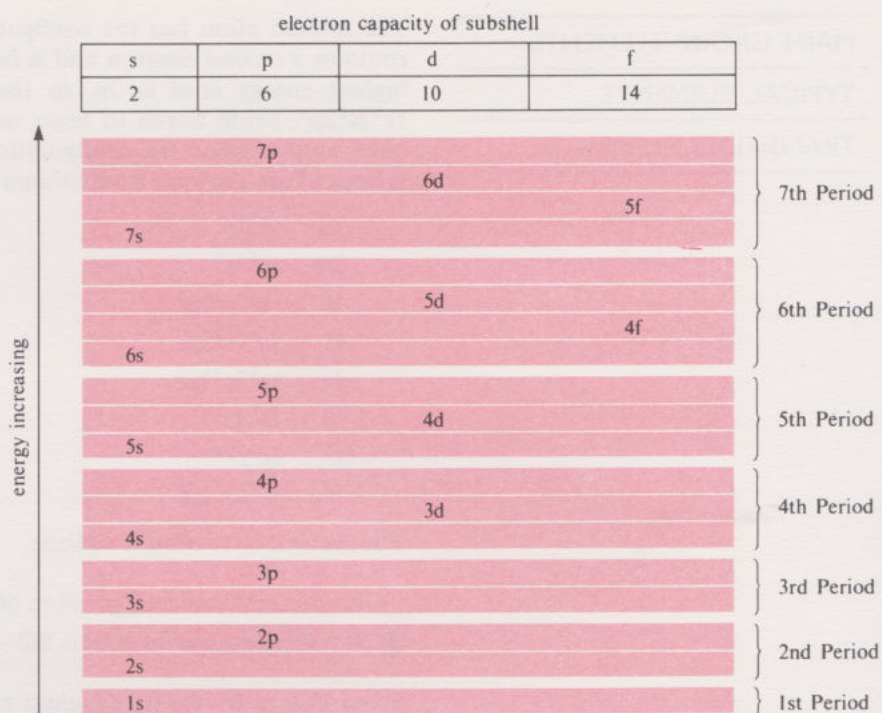 electron capacity of subshell
s p d f
2 6 10 14
energy increasing
7p
6d
5f
7s
7th Period
6p
5d
4f
6s
6th Period
5p
4d
5s
5th Period
4p
3d
4s
4th Period
3p
3s
3rd Period
2p
2s
2nd Period
1s
1st Period